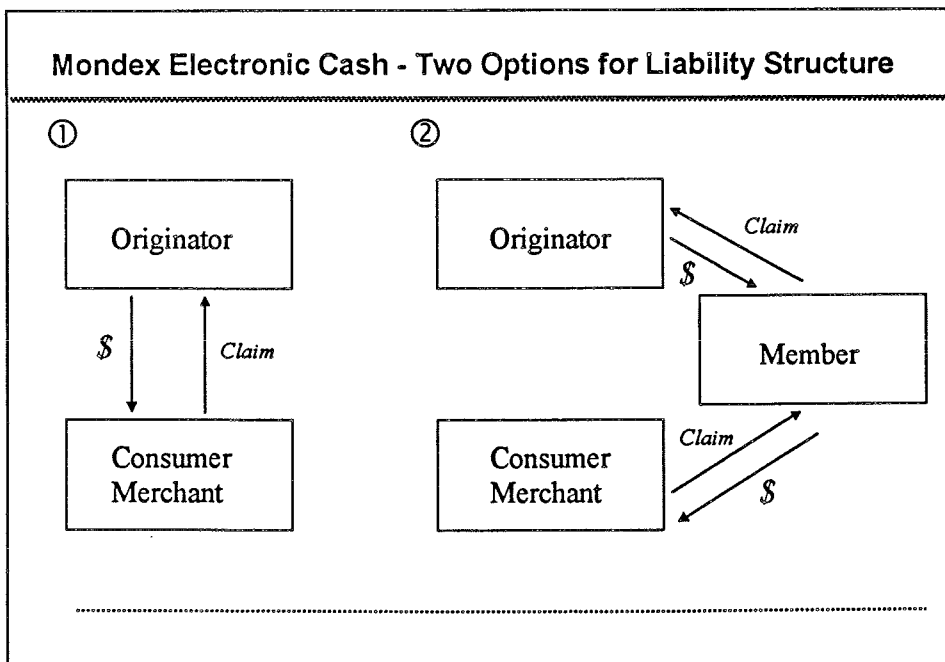 Mondex Electronic Cash - Two Options for Liability Structure
①
Originator
$
Claim
Consumer
Merchant
②
Originator
Claim
$
Member
Claim
$
Consumer
Merchant